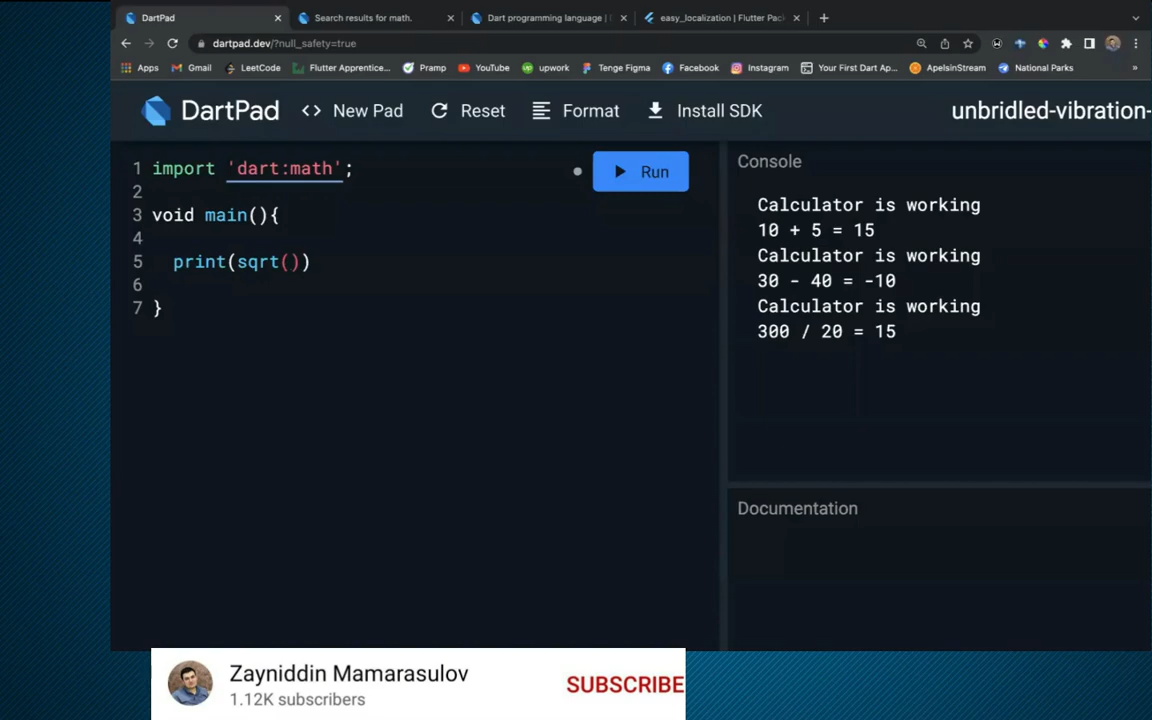 DartPad
Search results for math.
Dart programming language |
easy_localization | Flutter Pac
dartpad.dev/?null_safety=true
Apps
Gmail
LeetCode
Flutter Apprentice...
Pramp
YouTube
upwork
Tenge Figma
Facebook
Instagram
Your First Dart Ap...
ApelsinStream
National Parks
»
DartPad
<> New Pad
Reset
Format
Install SDK
unbridled-vibration-
1 import 'dart:math';
2
3 void main(){
4
5 print(sqrt())
6
7 }
Run
Console
Calculator is working
10 + 5 = 15
Calculator is working
30 - 40 = -10
Calculator is working
300 / 20 = 15
Documentation
Zayniddin Mamarasulov
1.12K subscribers
SUBSCRIBE